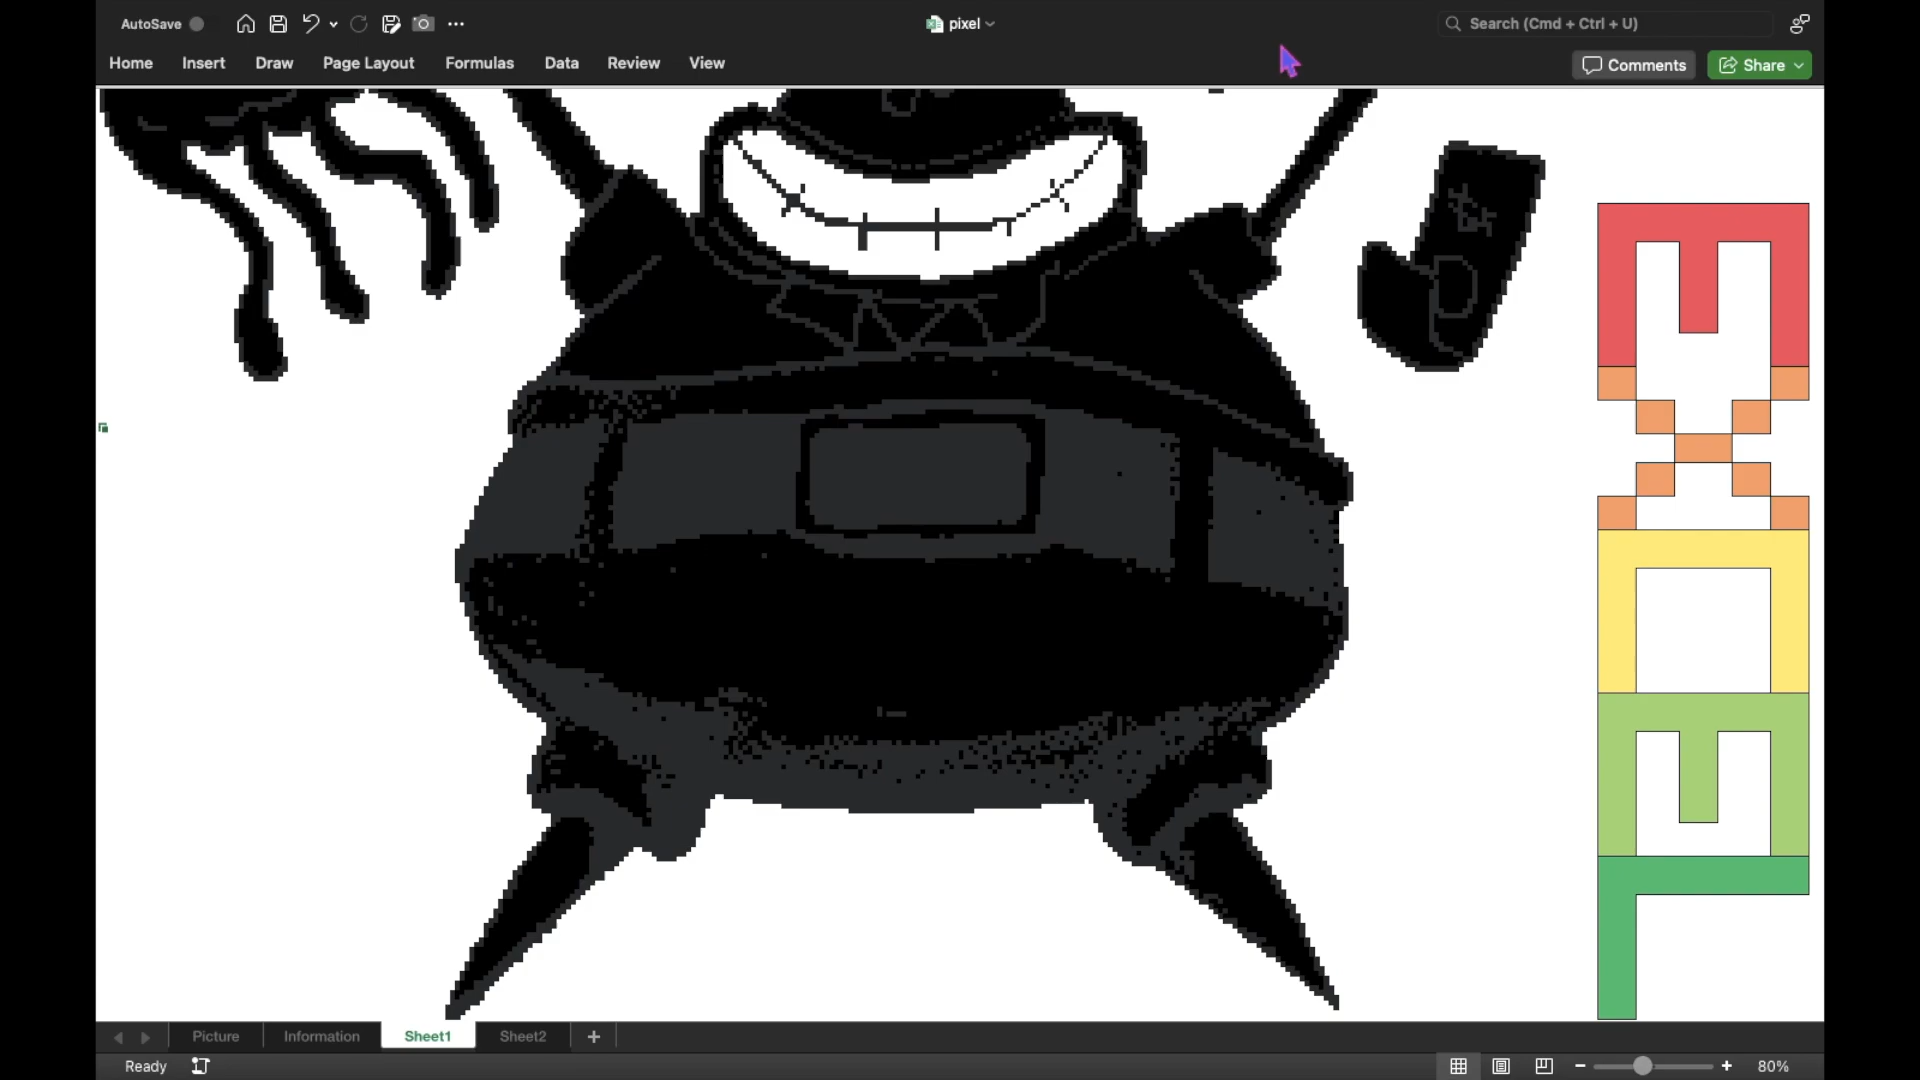 AutoSave
pixel
Search (Cmd + Ctrl + U)
Home Insert Draw Page Layout Formulas Data Review View
Comments Share
EXCEL
Picture Information Sheet1 Sheet2
Ready
80%